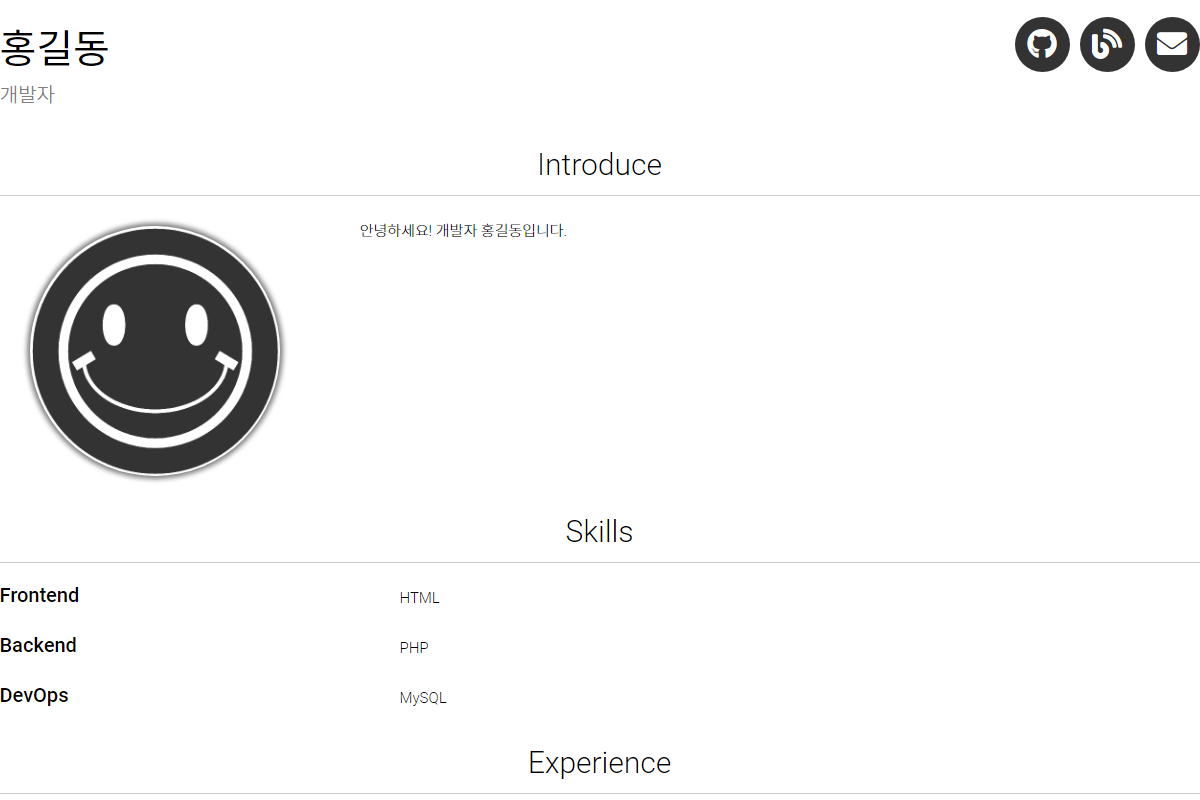 홍길동
개발자
Introduce
안녕하세요! 개발자 홍길동입니다.
Skills
Frontend
HTML
Backend
PHP
DevOps
MySQL
Experience